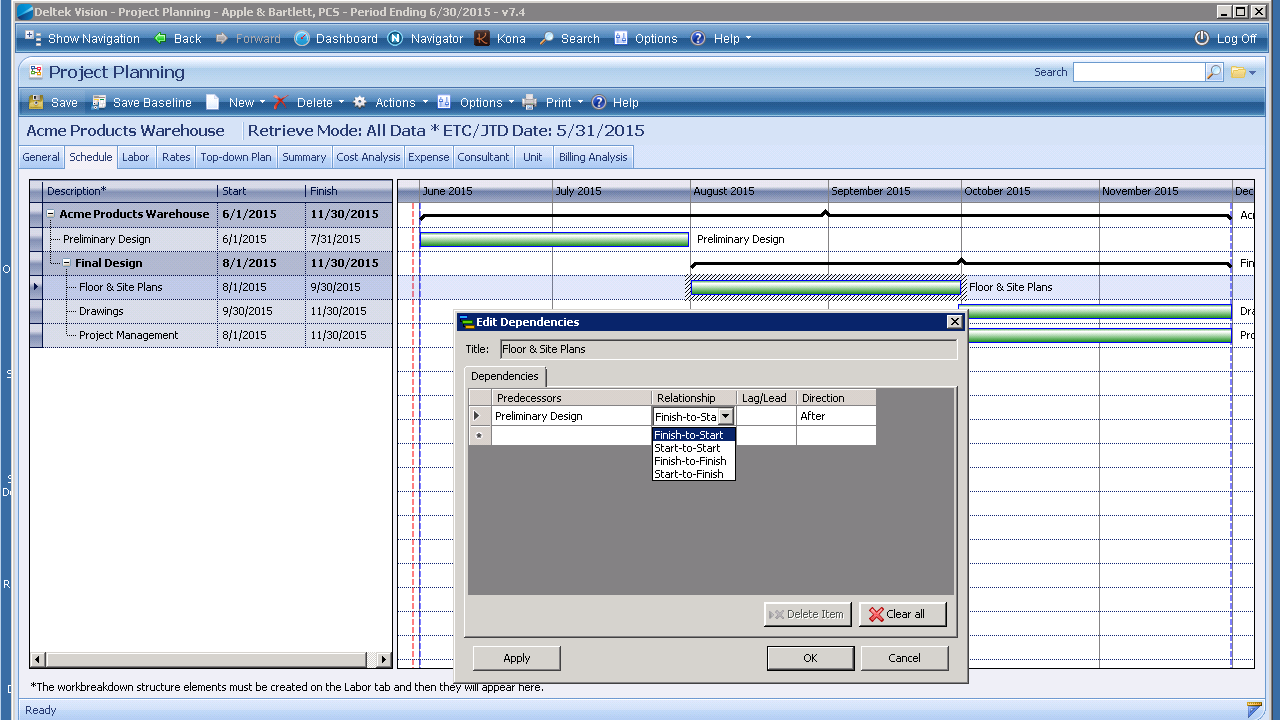 Deltek Vision - Project Planning - Apple & Bartlett, PCS - Period Ending 6/30/2015 - v7.4
Show Navigation Back Forward Dashboard Navigator Kona Search Options Help Log Off
Project Planning Search
Save Save Baseline New Delete Actions Options Print Help
Acme Products Warehouse Retrieve Mode: All Data * ETC/JTD Date: 5/31/2015
General Schedule Labor Rates Top-down Plan Summary Cost Analysis Expense Consultant Unit Billing Analysis
Description* Start Finish June 2015 July 2015 August 2015 September 2015 October 2015 November 2015 Dec
Acme Products Warehouse 6/1/2015 11/30/2015 Ac
Preliminary Design 6/1/2015 7/31/2015 Preliminary Design
Final Design 8/1/2015 11/30/2015 Fin
Floor & Site Plans 8/1/2015 9/30/2015 Floor & Site Plans
Drawings 9/30/2015 11/30/2015 Dra
Project Management 8/1/2015 11/30/2015 Pro
Edit Dependencies
Title: Floor & Site Plans
Dependencies
Predecessors Relationship Lag/Lead Direction
Preliminary Design Finish-to-Sta After
Finish-to-Start
Start-to-Start
Finish-to-Finish
Start-to-Finish
Delete Item Clear all
Apply OK Cancel
*The workbreakdown structure elements must be created on the Labor tab and then they will appear here.
Ready